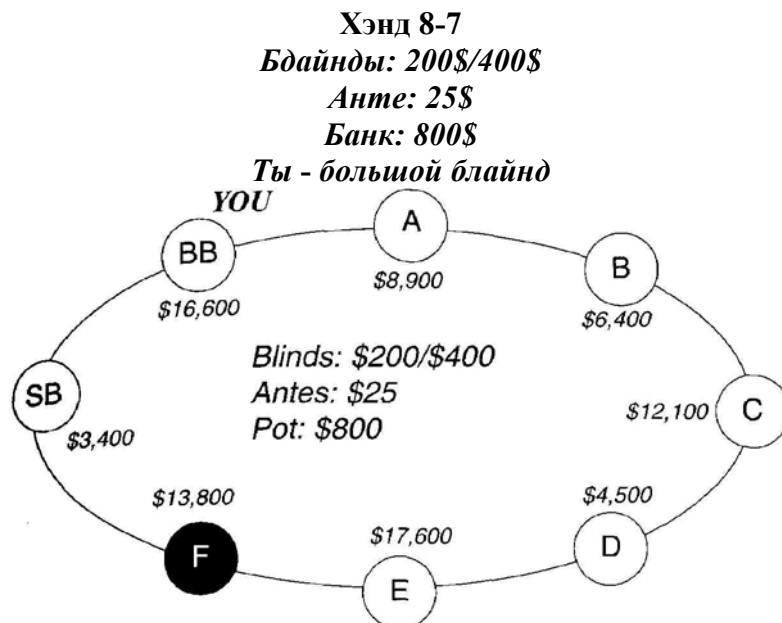 Хэнд 8-7
Бдайнды: 200$/400$
Анте: 25$
Банк: 800$
Ты - большой блайнд
YOU
BB
$16,600
A
$8,900
B
$6,400
SB
$3,400
Blinds: $200/$400
Antes: $25
Pot: $800
C
$12,100
$13,800
F
$17,600
E
$4,500
D